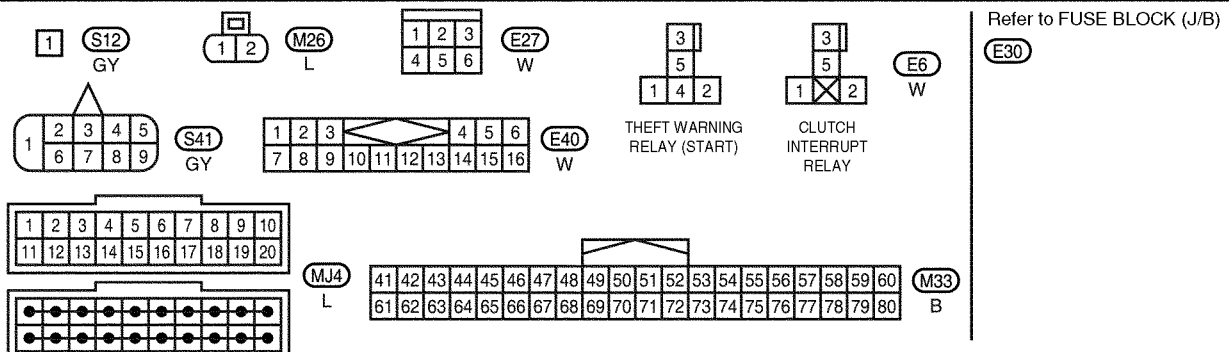 1 S12
GY
1 2 M26
L
1 2 3
4 5 6
E27
W
3
5
1 4 2
THEFT WARNING
RELAY (START)
3
5
1 2
CLUTCH
INTERRUPT
RELAY
E6
W
Refer to FUSE BLOCK (J/B)
E30
1 2 3 4 5
6 7 8 9
S41
GY
1 2 3 4 5 6
7 8 9 10 11 12 13 14 15 16
E40
W
1 2 3 4 5 6 7 8 9 10
11 12 13 14 15 16 17 18 19 20
MJ4
L
41 42 43 44 45 46 47 48 49 50 51 52 53 54 55 56 57 58 59 60
61 62 63 64 65 66 67 68 69 70 71 72 73 74 75 76 77 78 79 80
M33
B